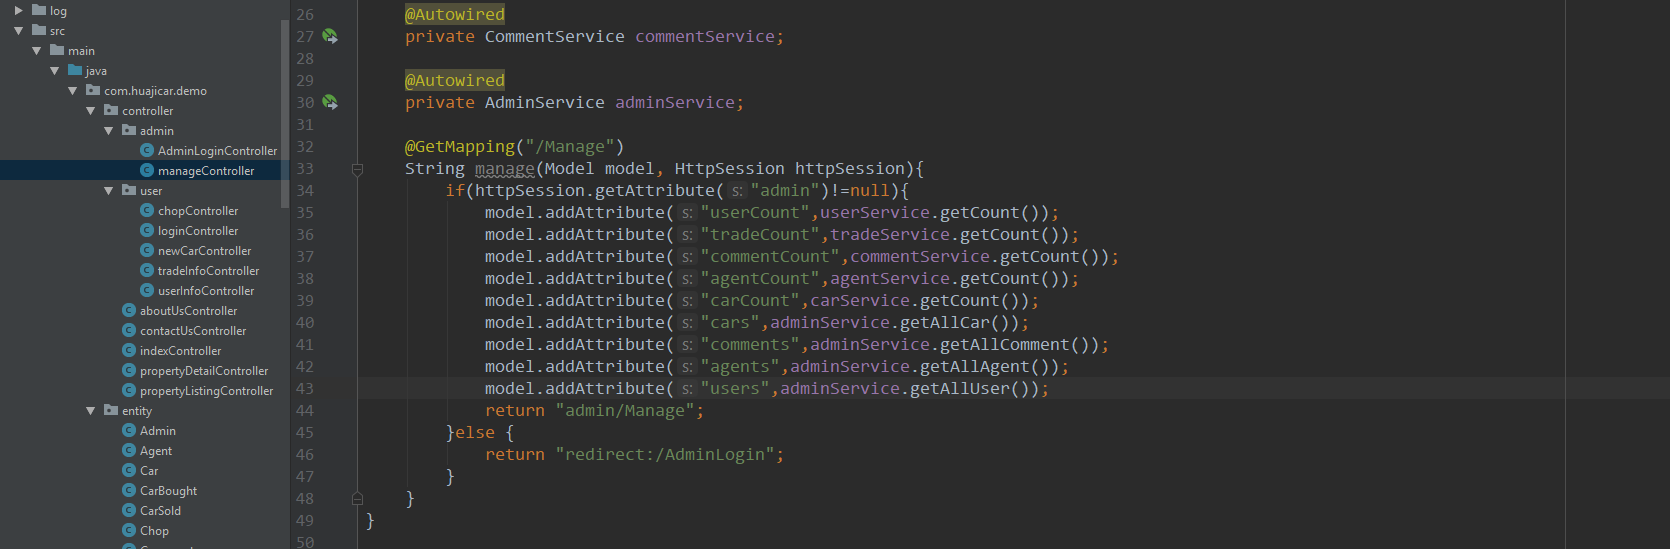 log
src
main
java
com.huajicar.demo
controller
admin
AdminLoginController
manageController
user
chopController
loginController
newCarController
tradeInfoController
userInfoController
aboutUsController
contactUsController
indexController
propertyDetailController
propertyListingController
entity
Admin
Agent
Car
CarBought
CarSold
Chop
26 @Autowired
27 private CommentService commentService;
28
29 @Autowired
30 private AdminService adminService;
31
32 @GetMapping("/Manage")
33 String manage(Model model, HttpSession httpSession){
34 if(httpSession.getAttribute( s: "admin")!=null){
35 model.addAttribute( s: "userCount",userService.getCount());
36 model.addAttribute( s: "tradeCount",tradeService.getCount());
37 model.addAttribute( s: "commentCount",commentService.getCount());
38 model.addAttribute( s: "agentCount",agentService.getCount());
39 model.addAttribute( s: "carCount",carService.getCount());
40 model.addAttribute( s: "cars",adminService.getAllCar());
41 model.addAttribute( s: "comments",adminService.getAllComment());
42 model.addAttribute( s: "agents",adminService.getAllAgent());
43 model.addAttribute( s: "users",adminService.getAllUser());
44 return "admin/Manage";
45 }else {
46 return "redirect:/AdminLogin";
47 }
48 }
49 }
50